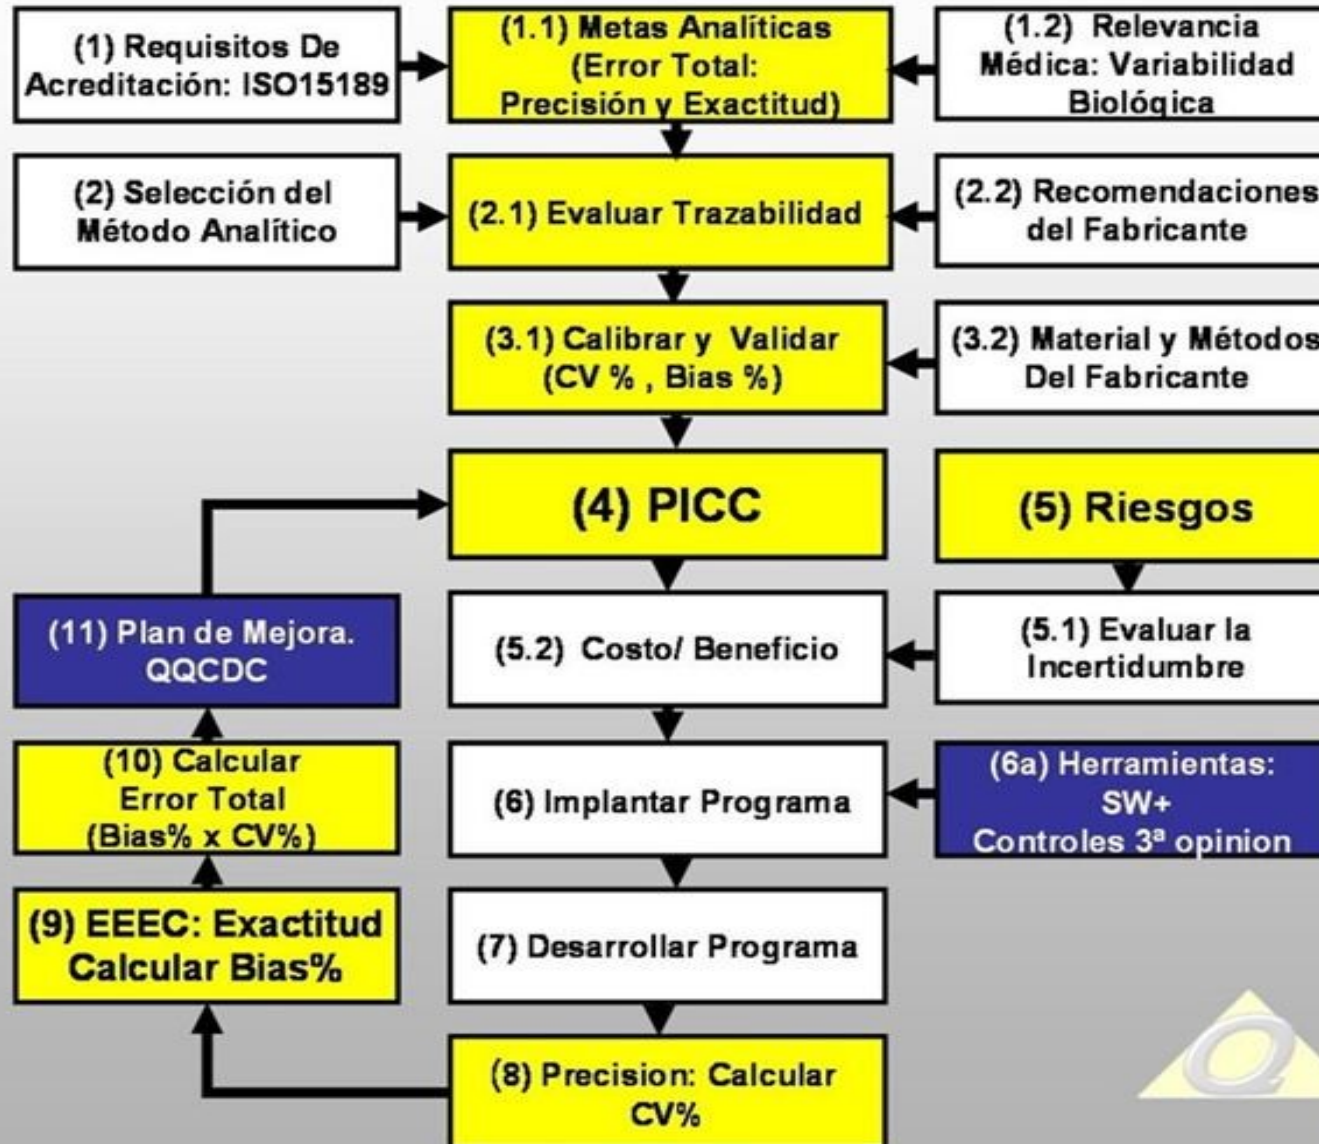 (1) Requisitos De
Acreditación: ISO15189
(1.1) Metas Analíticas
(Error Total:
Precisión y Exactitud)
(1.2) Relevancia
Médica: Variabilidad
Biológica
(2) Selección del
Método Analítico
(2.1) Evaluar Trazabilidad
(2.2) Recomendaciones
del Fabricante
(3.1) Calibrar y Validar
(CV % , Bias %)
(3.2) Material y Métodos
Del Fabricante
(4) PICC
(5) Riesgos
(11) Plan de Mejora.
QQCDC
(5.2) Costo/ Beneficio
(5.1) Evaluar la
Incertidumbre
(10) Calcular
Error Total
(Bias% x CV%)
(6) Implantar Programa
(6a) Herramientas:
SW+
Controles 3ª opinion
(9) EEEC: Exactitud
Calcular Bias%
(7) Desarrollar Programa
(8) Precision: Calcular
CV%
Q